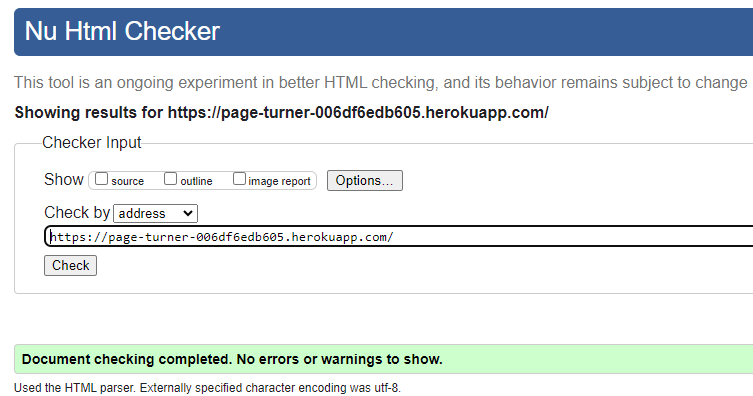 Nu Html Checker
This tool is an ongoing experiment in better HTML checking, and its behavior remains subject to change
Showing results for https://page-turner-006df6edb605.herokuapp.com/
Checker Input
Show source outline image report Options...
Check by address
https://page-turner-006df6edb605.herokuapp.com/
Check
Document checking completed. No errors or warnings to show.
Used the HTML parser. Externally specified character encoding was utf-8.